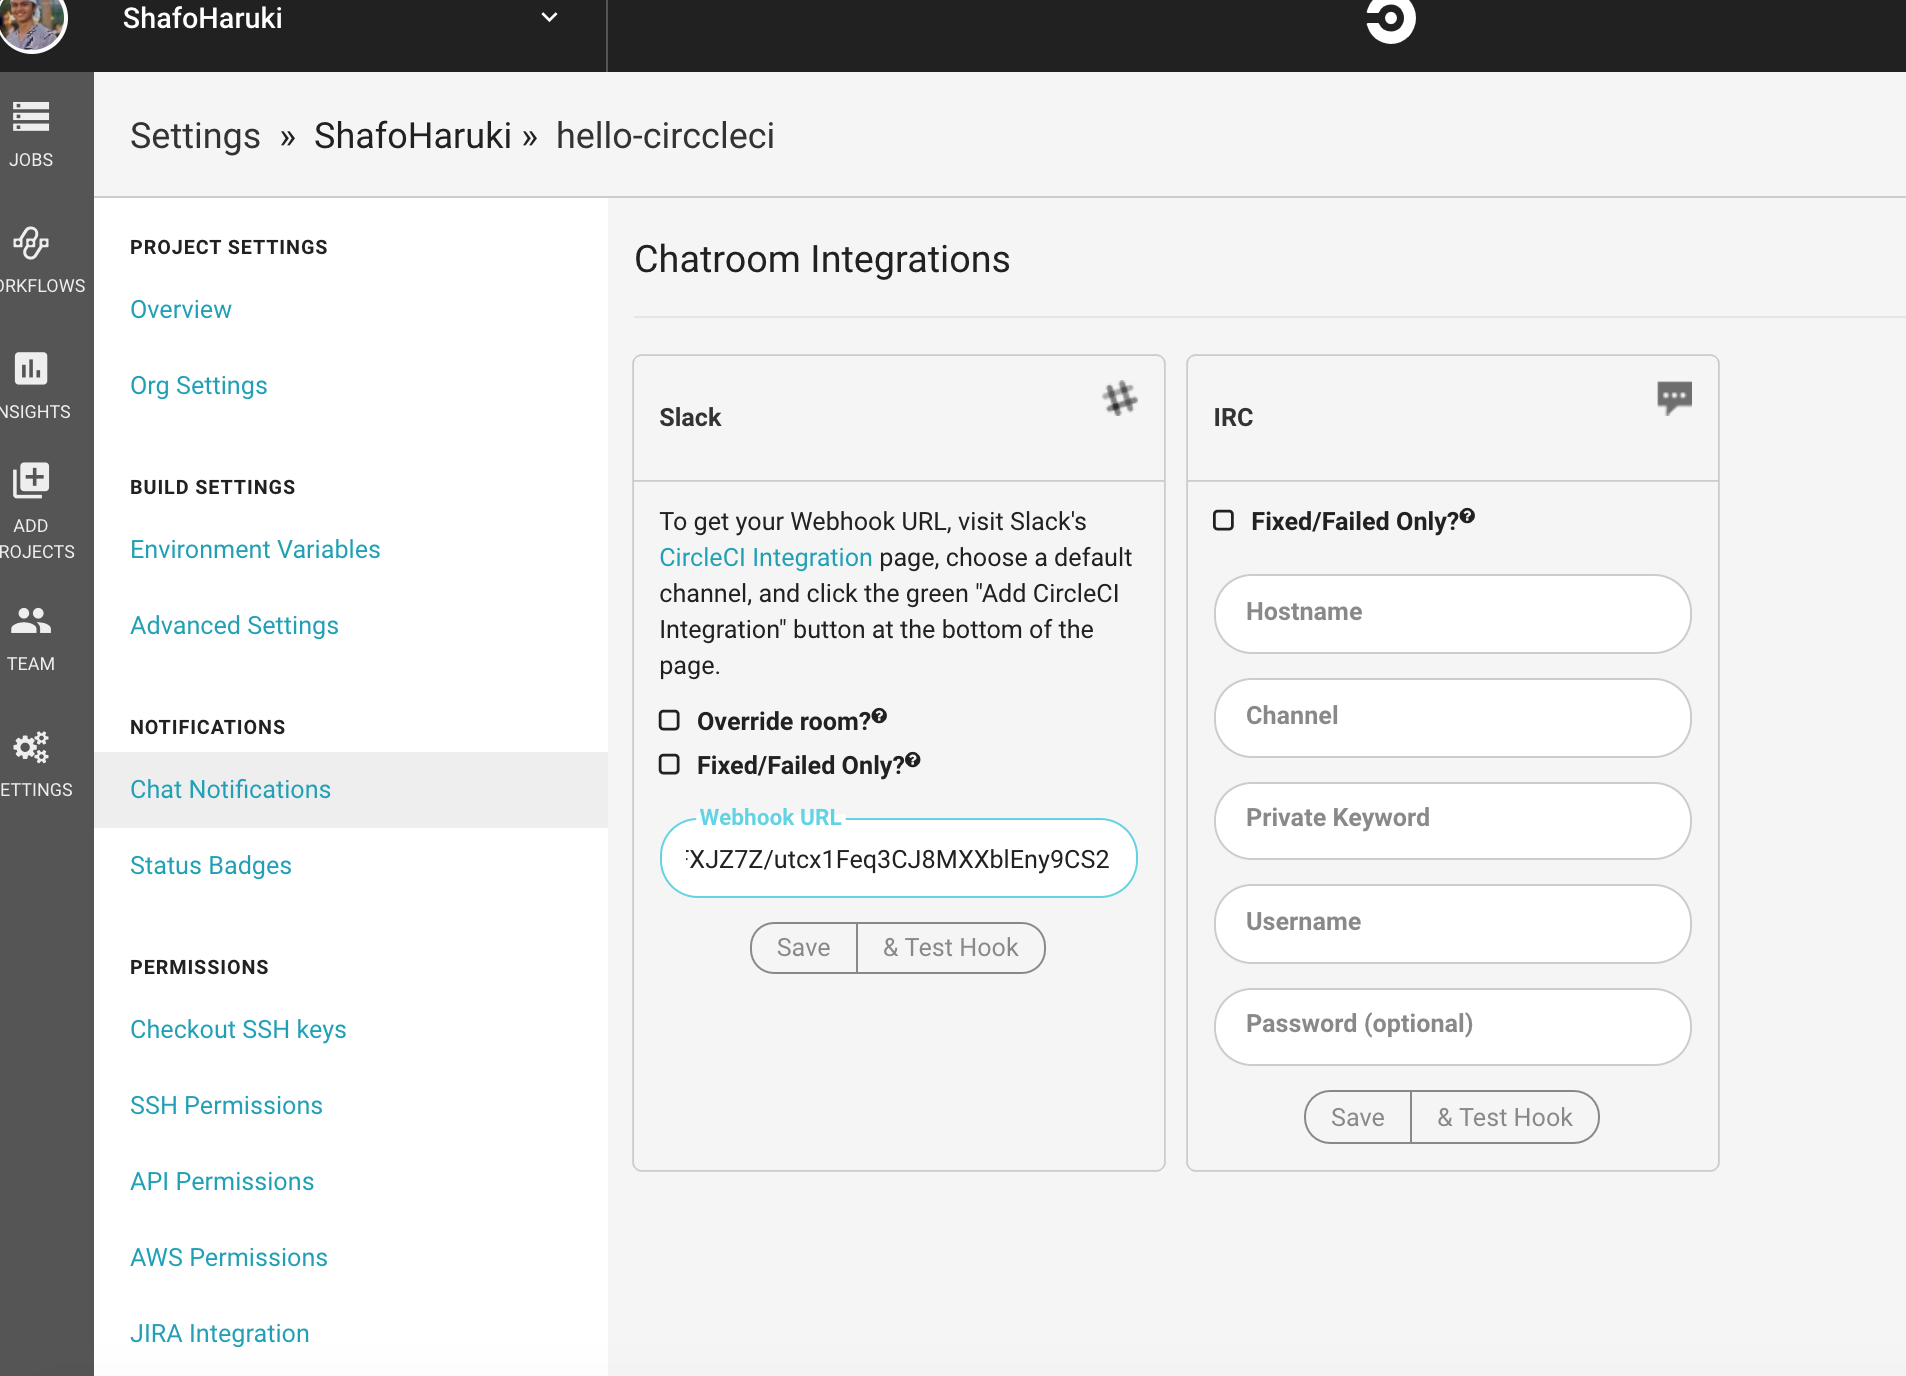 ShafoHaruki
JOBS
ORKFLOWS
NSIGHTS
ADD
ROJECTS
TEAM
ETTINGS
Settings » ShafoHaruki » hello-circcleci
PROJECT SETTINGS
Overview
Org Settings
BUILD SETTINGS
Environment Variables
Advanced Settings
NOTIFICATIONS
Chat Notifications
Status Badges
PERMISSIONS
Checkout SSH keys
SSH Permissions
API Permissions
AWS Permissions
JIRA Integration
Chatroom Integrations
Slack
To get your Webhook URL, visit Slack's
CircleCI Integration page, choose a default
channel, and click the green "Add CircleCI
Integration" button at the bottom of the
page.
Override room?
Fixed/Failed Only?
Webhook URL
XJZ7Z/utcx1Feq3CJ8MXXblEny9CS2
Save & Test Hook
IRC
Fixed/Failed Only?
Hostname
Channel
Private Keyword
Username
Password (optional)
Save & Test Hook